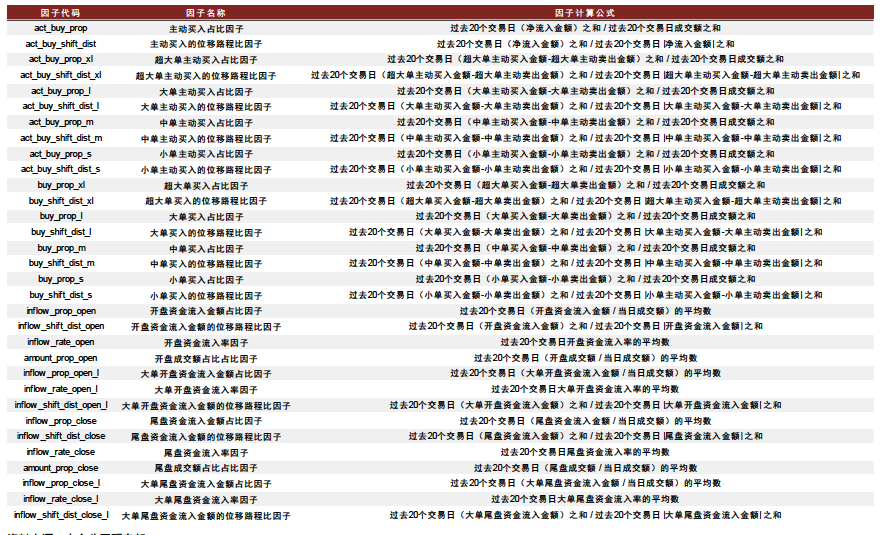 因子代码 因子名称 因子计算公式
act_buy_prop 主动买入占比因子 过去20个交易日（净流入金额）之和 / 过去20个交易日成交额之和
act_buy_shift_dist 主动买入的位移路程比因子 过去20个交易日（净流入金额）之和 / 过去20个交易日 |净流入金额| 之和
act_buy_prop_xl 超大单主动买入占比因子 过去20个交易日（超大单主动买入金额-超大单主动卖出金额）之和 / 过去20个交易日成交额之和
act_buy_shift_dist_xl 超大单主动买入的位移路程比因子 过去20个交易日（超大单主动买入金额-超大单主动卖出金额）之和 / 过去20个交易日 |超大单主动买入金额-超大单主动卖出金额| 之和
act_buy_prop_l 大单主动买入占比因子 过去20个交易日（大单主动买入金额-大单主动卖出金额）之和 / 过去20个交易日成交额之和
act_buy_shift_dist_l 大单主动买入的位移路程比因子 过去20个交易日（大单主动买入金额-大单主动卖出金额）之和 / 过去20个交易日 |大单主动买入金额-大单主动卖出金额| 之和
act_buy_prop_m 中单主动买入占比因子 过去20个交易日（中单主动买入金额-中单主动卖出金额）之和 / 过去20个交易日成交额之和
act_buy_shift_dist_m 中单主动买入的位移路程比因子 过去20个交易日（中单主动买入金额-中单主动卖出金额）之和 / 过去20个交易日 |中单主动买入金额-中单主动卖出金额| 之和
act_buy_prop_s 小单主动买入占比因子 过去20个交易日（小单主动买入金额-小单主动卖出金额）之和 / 过去20个交易日成交额之和
act_buy_shift_dist_s 小单主动买入的位移路程比因子 过去20个交易日（小单主动买入金额-小单主动卖出金额）之和 / 过去20个交易日 |小单主动买入金额-小单主动卖出金额| 之和
buy_prop_xl 超大单买入占比因子 过去20个交易日（超大单买入金额-超大单卖出金额）之和 / 过去20个交易日成交额之和
buy_shift_dist_xl 超大单买入的位移路程比因子 过去20个交易日（超大单买入金额-超大单卖出金额）之和 / 过去20个交易日 |超大单主动买入金额-超大单主动卖出金额| 之和
buy_prop_l 大单买入占比因子 过去20个交易日（大单买入金额-大单卖出金额）之和 / 过去20个交易日成交额之和
buy_shift_dist_l 大单买入的位移路程比因子 过去20个交易日（大单买入金额-大单卖出金额）之和 / 过去20个交易日 |大单主动买入金额-大单主动卖出金额| 之和
buy_prop_m 中单买入占比因子 过去20个交易日（中单买入金额-中单卖出金额）之和 / 过去20个交易日成交额之和
buy_shift_dist_m 中单买入的位移路程比因子 过去20个交易日（中单买入金额-中单卖出金额）之和 / 过去20个交易日 |中单主动买入金额-中单主动卖出金额| 之和
buy_prop_s 小单买入占比因子 过去20个交易日（小单买入金额-小单卖出金额）之和 / 过去20个交易日成交额之和
buy_shift_dist_s 小单买入的位移路程比因子 过去20个交易日（小单买入金额-小单卖出金额）之和 / 过去20个交易日 |小单主动买入金额-小单主动卖出金额| 之和
inflow_prop_open 开盘资金流入金额占比因子 过去20个交易日（开盘资金流入金额 / 当日成交额）的平均数
inflow_shift_dist_open 开盘资金流入金额的位移路程比因子 过去20个交易日（开盘资金流入金额）之和 / 过去20个交易日 |开盘资金流入金额| 之和
inflow_rate_open 开盘资金流入率因子 过去20个交易日开盘资金流入率的平均数
amount_prop_open 开盘成交额占比占比因子 过去20个交易日（开盘成交额 / 当日成交额）的平均数
inflow_prop_open_l 大单开盘资金流入金额占比因子 过去20个交易日（大单开盘资金流入金额 / 当日成交额）的平均数
inflow_rate_open_l 大单开盘资金流入率因子 过去20个交易日大单开盘资金流入率的平均数
inflow_shift_dist_open_l 大单开盘资金流入金额的位移路程比因子 过去20个交易日（大单开盘资金流入金额）之和 / 过去20个交易日 |大单开盘资金流入金额| 之和
inflow_prop_close 尾盘资金流入金额占比因子 过去20个交易日（尾盘资金流入金额 / 当日成交额）的平均数
inflow_shift_dist_close 尾盘资金流入金额的位移路程比因子 过去20个交易日（尾盘资金流入金额）之和 / 过去20个交易日 |尾盘资金流入金额| 之和
inflow_rate_close 尾盘资金流入率因子 过去20个交易日尾盘资金流入率的平均数
amount_prop_close 尾盘成交额占比占比因子 过去20个交易日（尾盘成交额 / 当日成交额）的平均数
inflow_prop_close_l 大单尾盘资金流入金额占比因子 过去20个交易日（大单尾盘资金流入金额 / 当日成交额）的平均数
inflow_rate_close_l 大单尾盘资金流入率因子 过去20个交易日大单尾盘资金流入率的平均数
inflow_shift_dist_close_l 大单尾盘资金流入金额的位移路程比因子 过去20个交易日（大单尾盘资金流入金额）之和 / 过去20个交易日 |大单尾盘资金流入金额| 之和